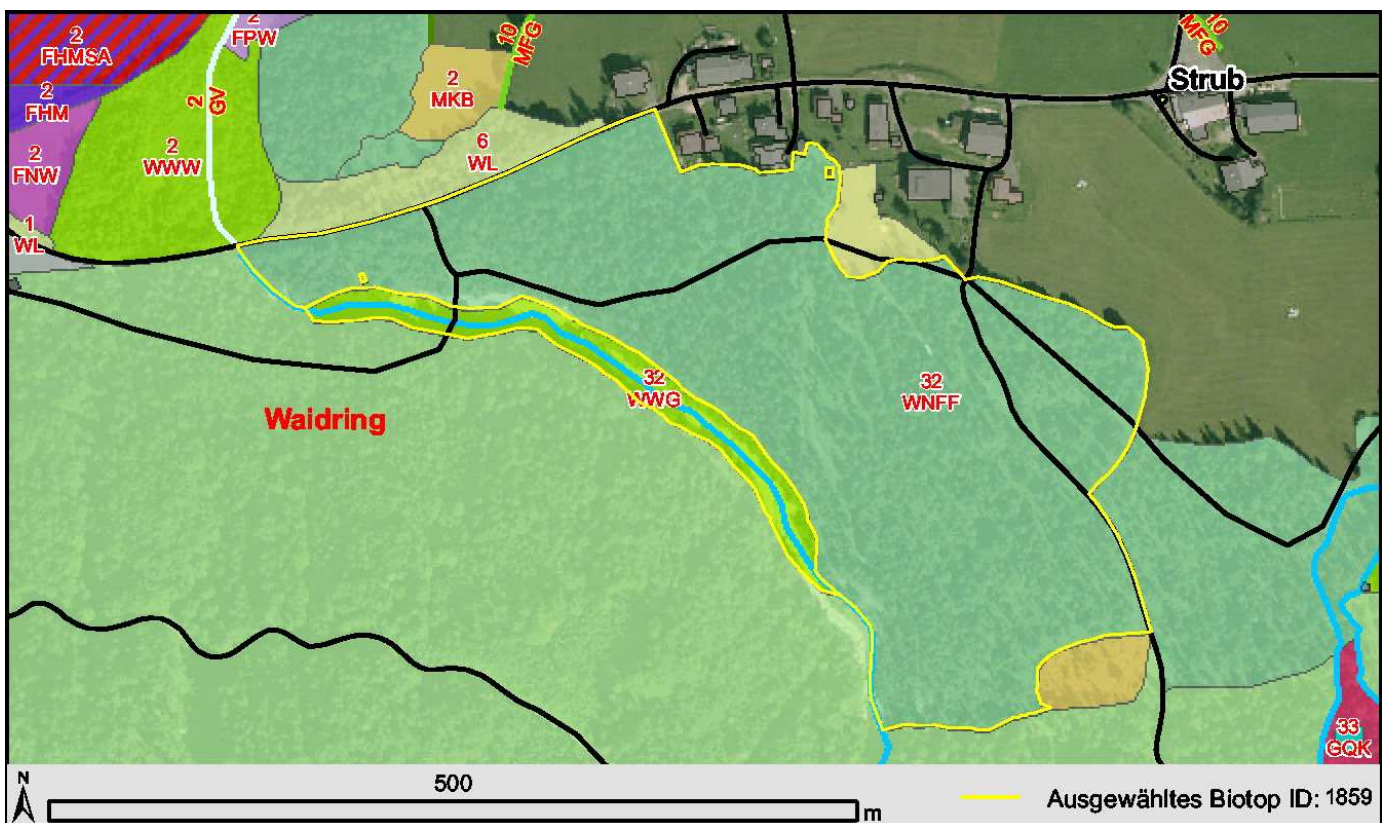 2
FHMSA
2
FPW
10
MFG
10
MFG
Strub
2
MKB
2
FHM
2
GV
2
FNW
2
WWW
6
WL
1
WL
32
WWG
32
WNFF
Waidring
33
GQK
N
500
m
Ausgewähltes Biotop ID: 1859